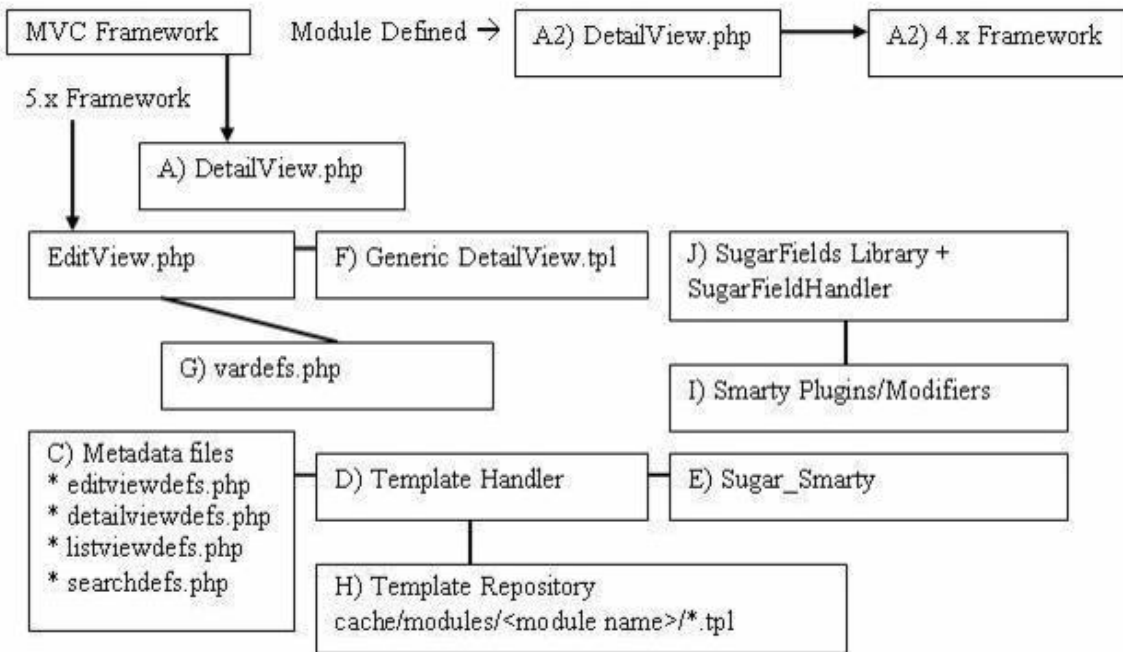 MVC Framework
Module Defined →
A2) DetailView.php
A2) 4.x Framework
5.x Framework
A) DetailView.php
EditView.php
F) Generic DetailView.tpl
J) SugarFields Library +
SugarFieldHandler
G) vardefs.php
I) Smarty Plugins/Modifiers
C) Metadata files
* editviewdefs.php
* detailviewdefs.php
* listviewdefs.php
* searchdefs.php
D) Template Handler
E) Sugar_Smarty
H) Template Repository
cache/modules/<module name>/*.tpl